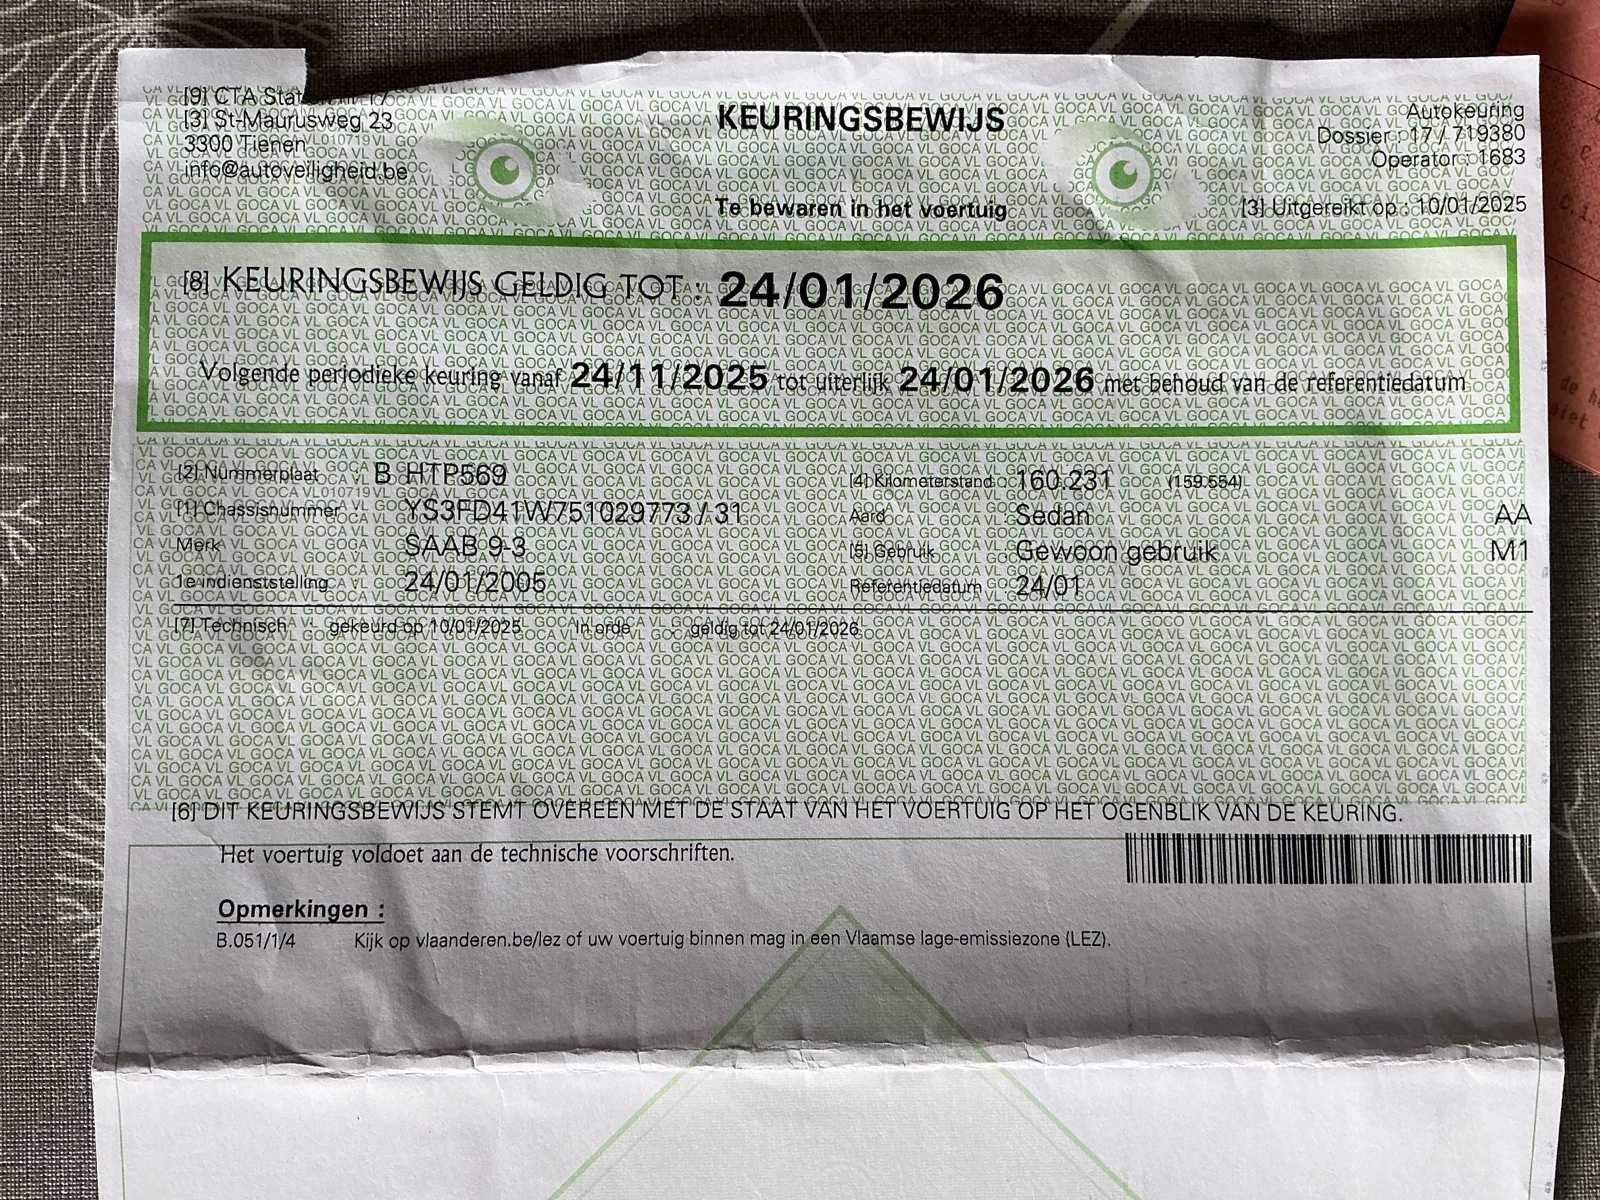 [9] CTA
[3] St-Maurusweg 23
3300 Tienen
info@autoveiligheid.be
KEURINGSBEWIJS
Te bewaren in het voertuig
Autokeuring
Dossier : 17 / 719380
Operator : 1683
[3] Uitgereikt op : 10/01/2025
[8] KEURINGSBEWIJS GELDIG TOT : 24/01/2026
Volgende periodieke keuring vanaf 24/11/2025 tot uiterlijk 24/01/2026 met behoud van de referentiedatum
[2] Nummerplaat : B HTP569 [4] Kilometerstand : 160.231 (159.554)
[1] Chassisnummer : YS3FD41W751029773 / 31 Aard : Sedan AA
Merk : SAAB 9-3 [5] Gebruik : Gewoon gebruik M1
1e indienststelling : 24/01/2005 Referentiedatum : 24/01
[7] Technisch : gekeurd op 10/01/2025 In orde : geldig tot 24/01/2026
[6] DIT KEURINGSBEWIJS STEMT OVEREEN MET DE STAAT VAN HET VOERTUIG OP HET OGENBLIK VAN DE KEURING.
Het voertuig voldoet aan de technische voorschriften.
Opmerkingen :
B.051/1/4 Kijk op vlaanderen.be/lez of uw voertuig binnen mag in een Vlaamse lage-emissiezone (LEZ).